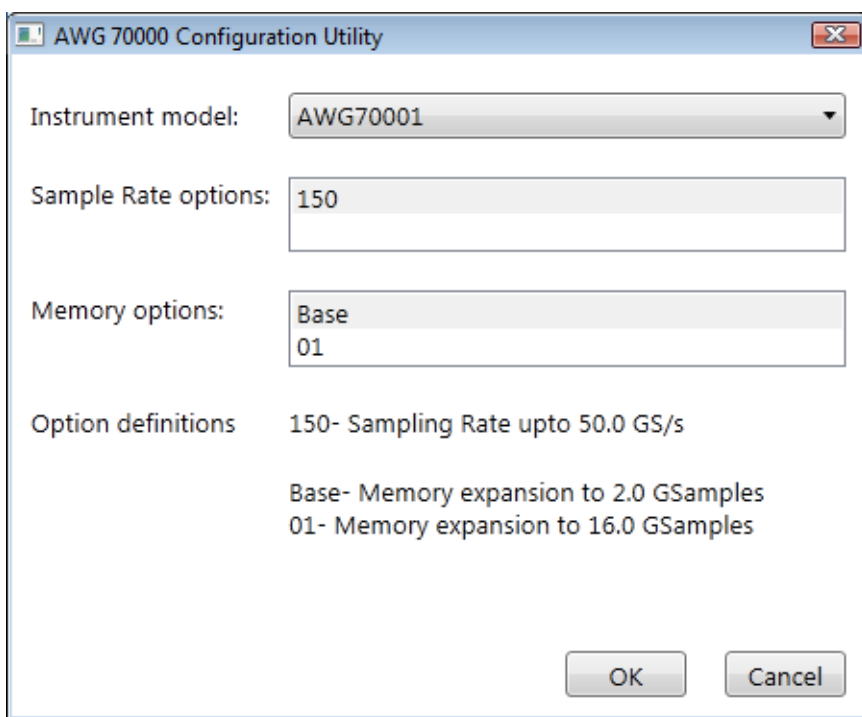 AWG 70000 Configuration Utility
Instrument model: AWG70001
Sample Rate options: 150
Memory options: Base
01
Option definitions 150- Sampling Rate upto 50.0 GS/s
Base- Memory expansion to 2.0 GSamples
01- Memory expansion to 16.0 GSamples
OK Cancel